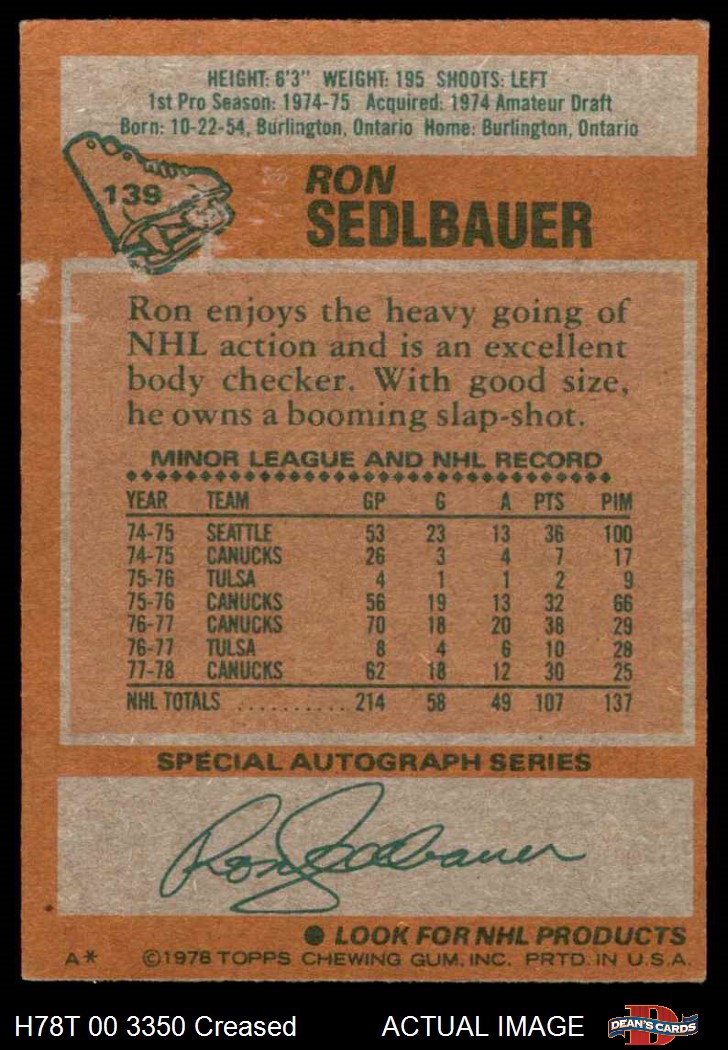 HEIGHT: 6'3" WEIGHT: 195 SHOOTS: LEFT
1st Pro Season: 1974-75 Acquired: 1974 Amateur Draft
Born: 10-22-54, Burlington, Ontario Home: Burlington, Ontario
139
RON
SEDLBAUER
Ron enjoys the heavy going of
NHL action and is an excellent
body checker. With good size,
he owns a booming slap-shot.
MINOR LEAGUE AND NHL RECORD
YEAR TEAM GP G A PTS PIM
74-75 SEATTLE 53 23 13 36 100
74-75 CANUCKS 26 3 4 7 17
75-76 TULSA 4 1 1 2 9
75-76 CANUCKS 56 19 13 32 66
76-77 CANUCKS 70 18 20 38 29
76-77 TULSA 8 4 6 10 28
77-78 CANUCKS 62 18 12 30 25
NHL TOTALS .......... 214 58 49 107 137
SPECIAL AUTOGRAPH SERIES
Ron Sedlbauer
● LOOK FOR NHL PRODUCTS
A* ©1978 TOPPS CHEWING GUM, INC. PRTD. IN U.S.A.
H78T 00 3350 Creased ACTUAL IMAGE DEAN'S CARDS